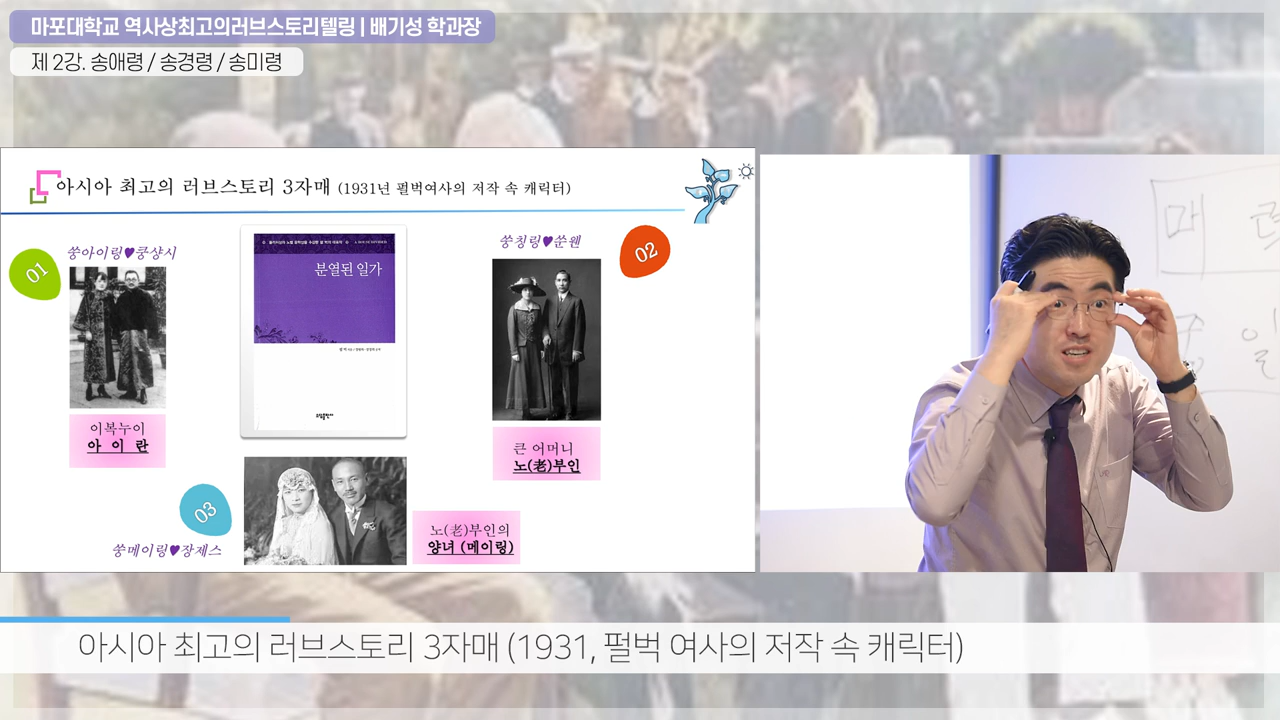 마포대학교 역사상최고의러브스토리텔링 | 배기성 학과장
제 2강. 송애령 / 송경령 / 송미령
아시아 최고의 러브스토리 3자매 (1931년 펄벅여사의 저작 속 캐릭터)
01
쑹아이링♥쿵샹시
이복누이
아 이 란
분열된 일가
쑹칭링♥쑨원
02
큰 어머니
노(老)부인
03
쑹메이링♥장제스
노(老)부인의
양녀 (메이링)
매
일
아시아 최고의 러브스토리 3자매 (1931, 펄벅 여사의 저작 속 캐릭터)